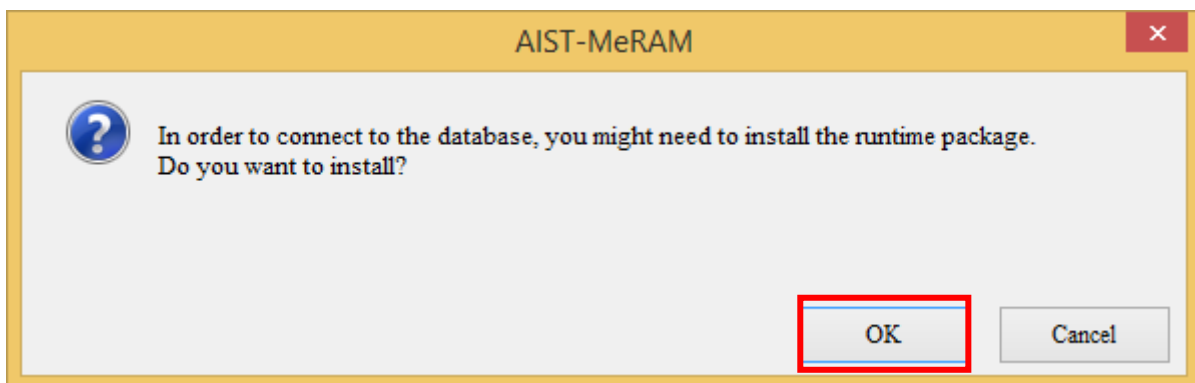 AIST-MeRAM
In order to connect to the database, you might need to install the runtime package.
Do you want to install?
OK
Cancel